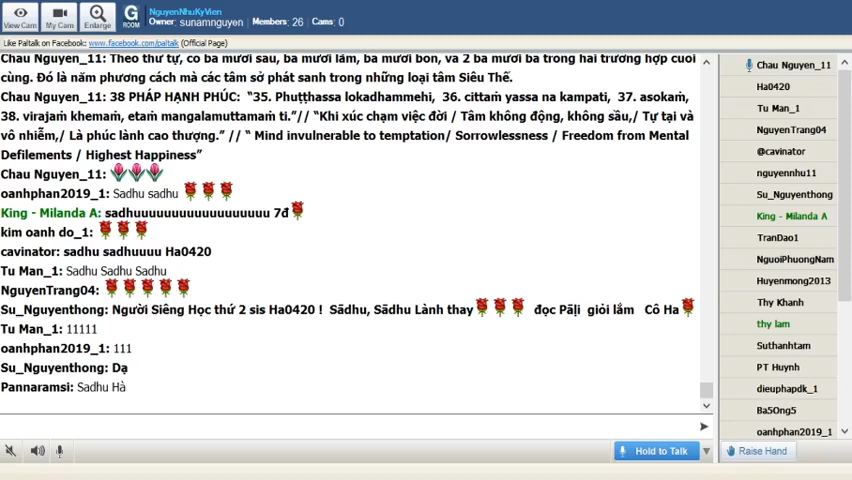 View Cam
My Cam
Enlarge
G
ROOM
NguyenNhuKyVien
Owner: sunamnguyen Members: 26 Cams: 0
Like Paltalk on Facebook: www.facebook.com/paltalk (Official Page)
Chau Nguyen_11: Theo thứ tự, có ba mươi sáu, ba mươi lăm, ba mươi bốn, và 2 ba mươi ba trong hai trường hợp cuối
cùng. Đó là năm phương cách mà các tâm sở phát sanh trong những loại tâm Siêu Thế.
Chau Nguyen_11: 38 PHÁP HẠNH PHÚC: “35. Phuṭṭhassa lokadhammehi, 36. cittaṁ yassa na kampati, 37. asokaṁ,
38. virajaṁ khemaṁ, etaṁ mangalamuttamaṁ ti.”// “Khi xúc chạm việc đời / Tâm không động, không sầu,/ Tự tại và
vô nhiễm,/ Là phúc lành cao thượng.” // “ Mind invulnerable to temptation/ Sorrowlessness / Freedom from Mental
Defilements / Highest Happiness”
Chau Nguyen_11:
oanhphan2019_1: Sadhu sadhu
King - Milanda A: sadhuuuuuuuuuuuuuuuuuu 7đ
kim oanh do_1:
cavinator: sadhu sadhuuuu Ha0420
Tu Man_1: Sadhu Sadhu Sadhu
NguyenTrang04:
Su_Nguyenthong: Người Siêng Học thứ 2 sis Ha0420 ! Sādhu, Sādhu Lành thay đọc Pāḷi giỏi lắm Cô Ha
Tu Man_1: 11111
oanhphan2019_1: 111
Su_Nguyenthong: Dạ
Pannaramsi: Sadhu Hà
Hold to Talk
Chau Nguyen_11
Ha0420
Tu Man_1
NguyenTrang04
@cavinator
nguyennhu11
Su_Nguyenthong
King - Milanda A
TranDao1
NguoiPhuongNam
Huyenmong2013
Thy Khanh
thy lam
Suthanhtam
PT Huynh
dieuphapdk_1
Ba5Ong5
oanhphan2019_1
Raise Hand